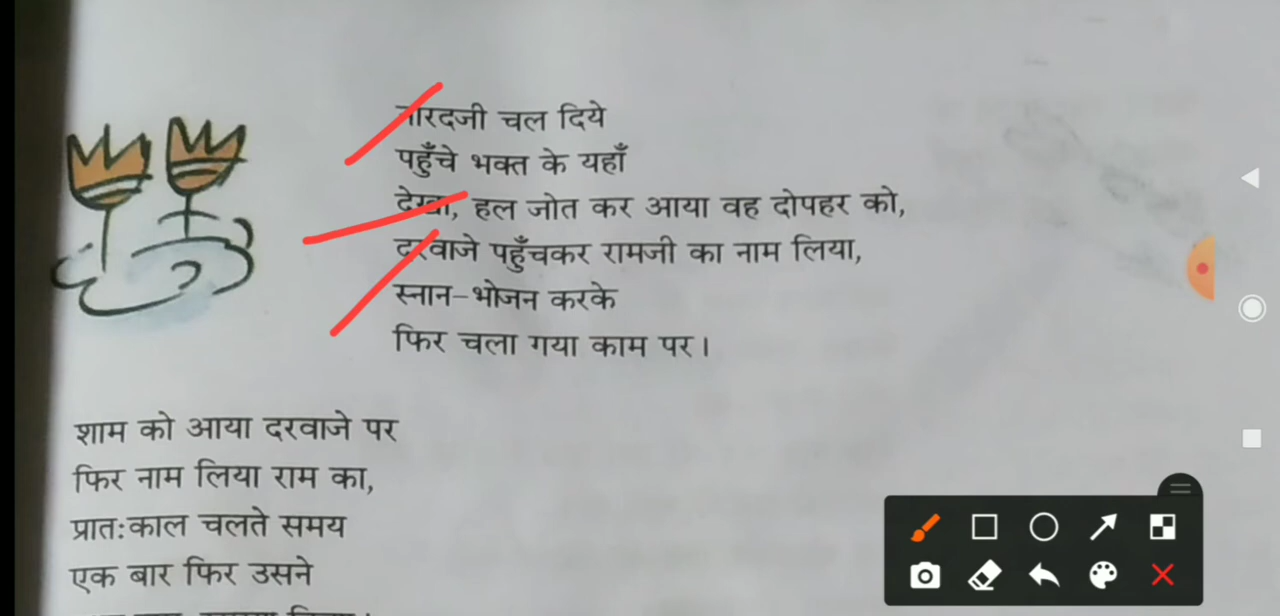 नारदजी चल दिये
पहुँचे भक्त के यहाँ
देखा, हल जोत कर आया वह दोपहर को,
दरवाजे पहुँचकर रामजी का नाम लिया,
स्नान-भोजन करके
फिर चला गया काम पर।
शाम को आया दरवाजे पर
फिर नाम लिया राम का,
प्रात:काल चलते समय
एक बार फिर उसने